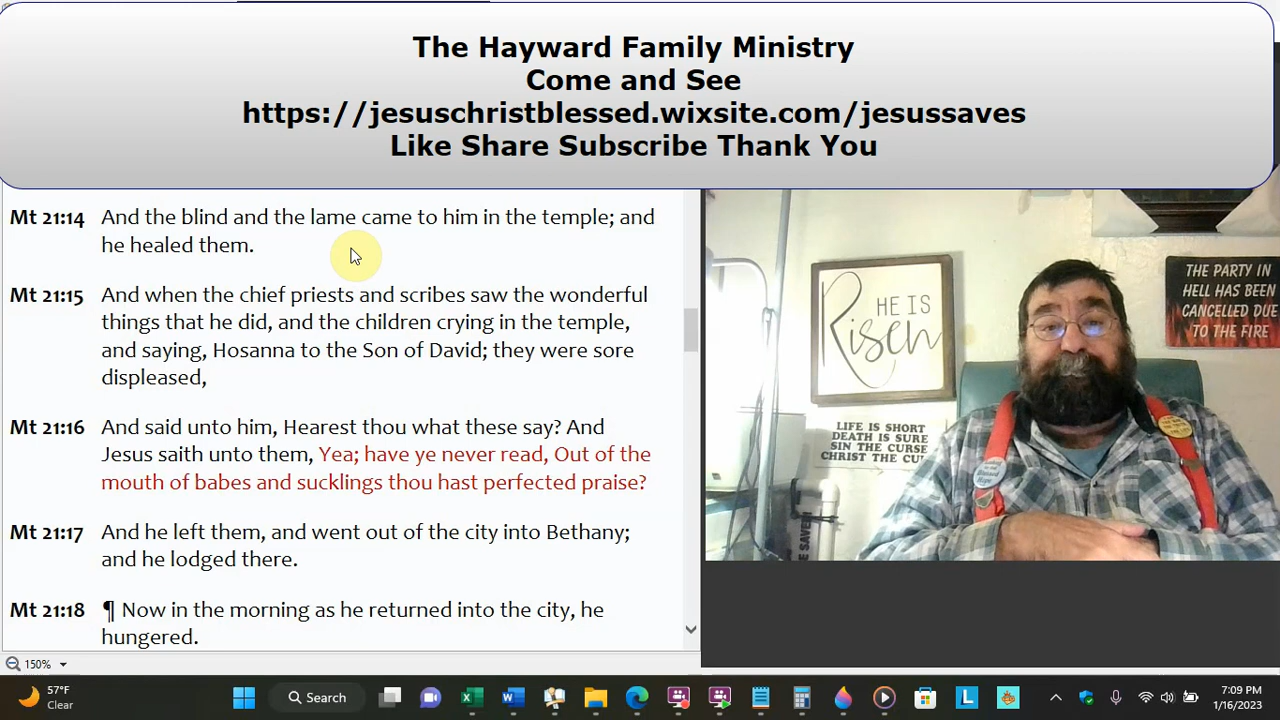 The Hayward Family Ministry
Come and See
https://jesuschristblessed.wixsite.com/jesussaves
Like Share Subscribe Thank You
Mt 21:14 And the blind and the lame came to him in the temple; and
he healed them.
Mt 21:15 And when the chief priests and scribes saw the wonderful
things that he did, and the children crying in the temple,
and saying, Hosanna to the Son of David; they were sore
displeased,
Mt 21:16 And said unto him, Hearest thou what these say? And
Jesus saith unto them, Yea; have ye never read, Out of the
mouth of babes and sucklings thou hast perfected praise?
Mt 21:17 And he left them, and went out of the city into Bethany;
and he lodged there.
Mt 21:18 ¶ Now in the morning as he returned into the city, he
hungered.
HE IS
Risen
LIFE IS SHORT
DEATH IS SURE
SIN THE CURSE
CHRIST THE CU
THE PARTY IN
HELL HAS BEEN
CANCELLED DUE
TO THE FIRE
150%
57°F
Clear
Search
L
7:09 PM
1/16/2023